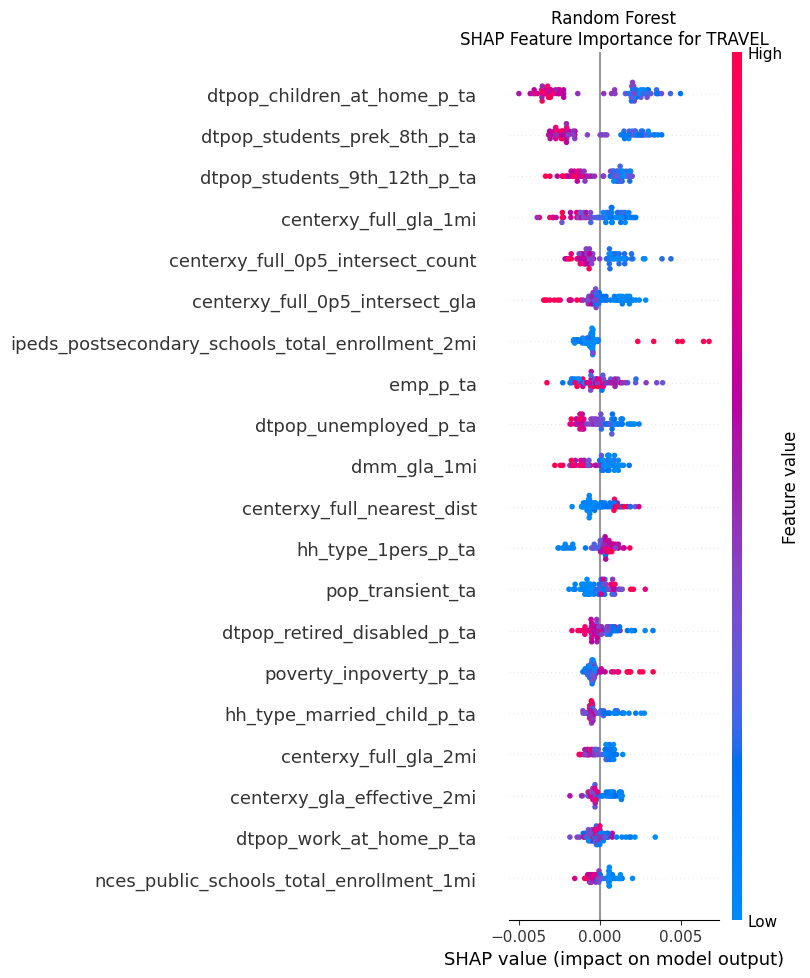 Random Forest
SHAP Feature Importance for TRAVEL
High
dtpop_children_at_home_p_ta
dtpop_students_prek_8th_p_ta
dtpop_students_9th_12th_p_ta
centerxy_full_gla_1mi
centerxy_full_0p5_intersect_count
centerxy_full_0p5_intersect_gla
ipeds_postsecondary_schools_total_enrollment_2mi
emp_p_ta
dtpop_unemployed_p_ta
dmm_gla_1mi
centerxy_full_nearest_dist
hh_type_1pers_p_ta
pop_transient_ta
dtpop_retired_disabled_p_ta
poverty_inpoverty_p_ta
hh_type_married_child_p_ta
centerxy_full_gla_2mi
centerxy_gla_effective_2mi
dtpop_work_at_home_p_ta
nces_public_schools_total_enrollment_1mi
Feature value
Low
−0.005 0.000 0.005
SHAP value (impact on model output)